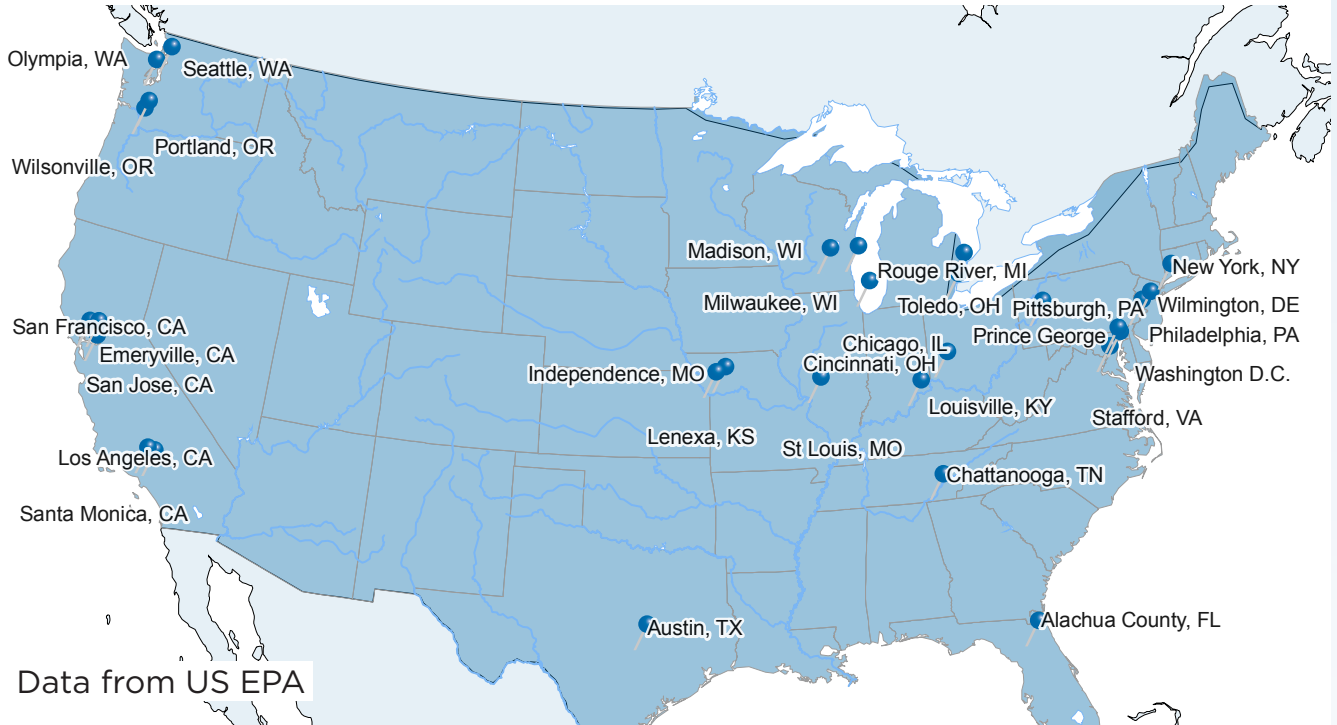 Olympia, WA
Seattle, WA
Portland, OR
Wilsonville, OR
Madison, WI
Rouge River, MI
New York, NY
Milwaukee, WI
Toledo, OH
Pittsburgh, PA
Wilmington, DE
San Francisco, CA
Emeryville, CA
San Jose, CA
Chicago, IL
Prince George
Philadelphia, PA
Independence, MO
Cincinnati, OH
Washington D.C.
Louisville, KY
Stafford, VA
Lenexa, KS
St Louis, MO
Los Angeles, CA
Chattanooga, TN
Santa Monica, CA
Austin, TX
Alachua County, FL
Data from US EPA